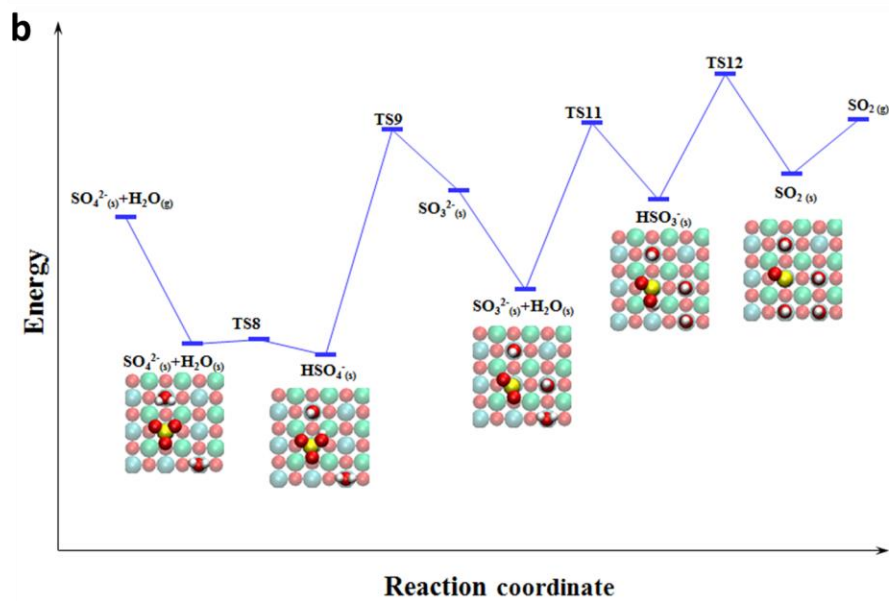 b
TS12
TS11
SO₂ (g)
TS9
SO₄²⁻(s)+H₂O(g)
SO₃²⁻(s)
SO₂ (s)
HSO₃⁻(s)
Energy
TS8
SO₃²⁻(s)+H₂O(s)
SO₄²⁻(s)+H₂O(s)
HSO₄⁻(s)
Reaction coordinate